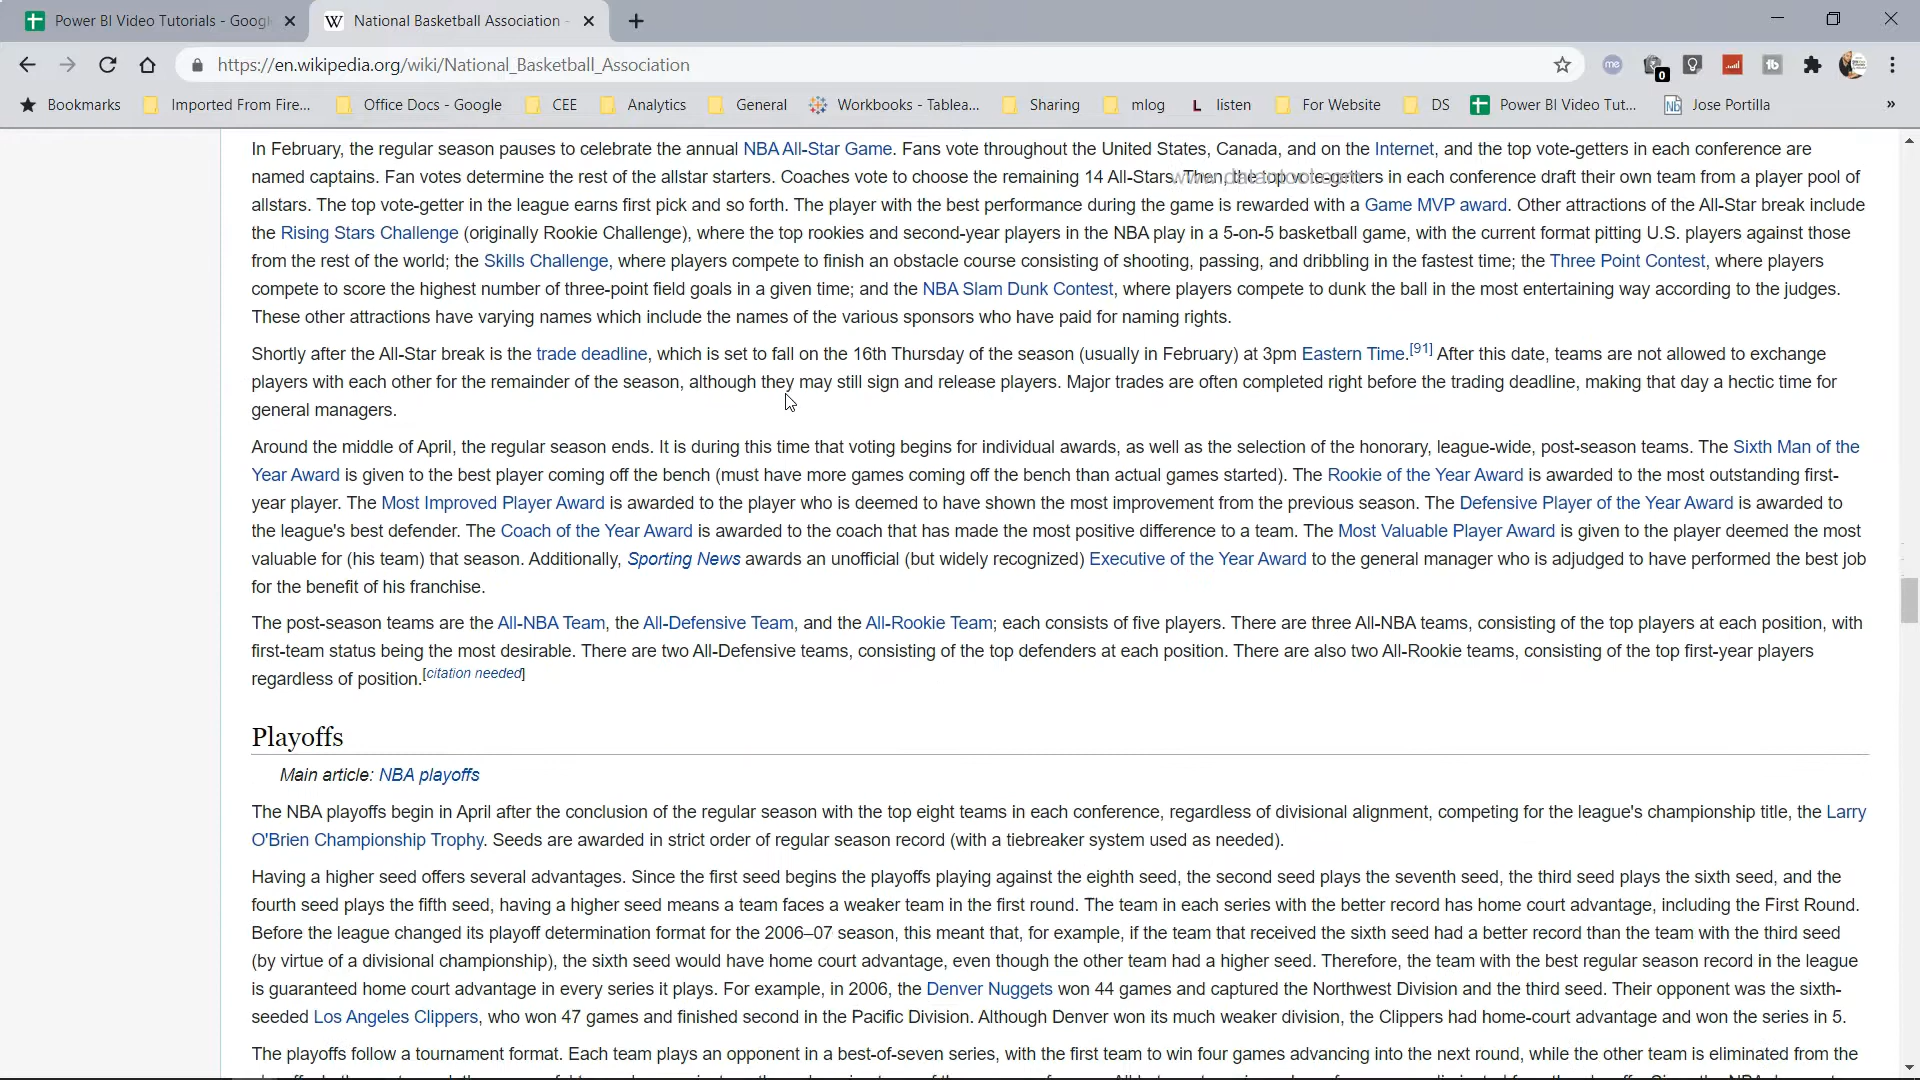 Power BI Video Tutorials - Googl
National Basketball Association -
https://en.wikipedia.org/wiki/National_Basketball_Association
me
0
tb
Bookmarks
Imported From Fire...
Office Docs - Google
CEE
Analytics
General
Workbooks - Tablea...
Sharing
mlog
L listen
For Website
DS
Power BI Video Tut...
Nb Jose Portilla
»
In February, the regular season pauses to celebrate the annual NBA All-Star Game. Fans vote throughout the United States, Canada, and on the Internet, and the top vote-getters in each conference are
named captains. Fan votes determine the rest of the allstar starters. Coaches vote to choose the remaining 14 All-Stars. Then, the top vote-getters in each conference draft their own team from a player pool of
allstars. The top vote-getter in the league earns first pick and so forth. The player with the best performance during the game is rewarded with a Game MVP award. Other attractions of the All-Star break include
the Rising Stars Challenge (originally Rookie Challenge), where the top rookies and second-year players in the NBA play in a 5-on-5 basketball game, with the current format pitting U.S. players against those
from the rest of the world; the Skills Challenge, where players compete to finish an obstacle course consisting of shooting, passing, and dribbling in the fastest time; the Three Point Contest, where players
compete to score the highest number of three-point field goals in a given time; and the NBA Slam Dunk Contest, where players compete to dunk the ball in the most entertaining way according to the judges.
These other attractions have varying names which include the names of the various sponsors who have paid for naming rights.
Shortly after the All-Star break is the trade deadline, which is set to fall on the 16th Thursday of the season (usually in February) at 3pm Eastern Time.[91] After this date, teams are not allowed to exchange
players with each other for the remainder of the season, although they may still sign and release players. Major trades are often completed right before the trading deadline, making that day a hectic time for
general managers.
Around the middle of April, the regular season ends. It is during this time that voting begins for individual awards, as well as the selection of the honorary, league-wide, post-season teams. The Sixth Man of the
Year Award is given to the best player coming off the bench (must have more games coming off the bench than actual games started). The Rookie of the Year Award is awarded to the most outstanding first-
year player. The Most Improved Player Award is awarded to the player who is deemed to have shown the most improvement from the previous season. The Defensive Player of the Year Award is awarded to
the league's best defender. The Coach of the Year Award is awarded to the coach that has made the most positive difference to a team. The Most Valuable Player Award is given to the player deemed the most
valuable for (his team) that season. Additionally, Sporting News awards an unofficial (but widely recognized) Executive of the Year Award to the general manager who is adjudged to have performed the best job
for the benefit of his franchise.
The post-season teams are the All-NBA Team, the All-Defensive Team, and the All-Rookie Team; each consists of five players. There are three All-NBA teams, consisting of the top players at each position, with
first-team status being the most desirable. There are two All-Defensive teams, consisting of the top defenders at each position. There are also two All-Rookie teams, consisting of the top first-year players
regardless of position.[citation needed]
Playoffs
Main article: NBA playoffs
The NBA playoffs begin in April after the conclusion of the regular season with the top eight teams in each conference, regardless of divisional alignment, competing for the league's championship title, the Larry
O'Brien Championship Trophy. Seeds are awarded in strict order of regular season record (with a tiebreaker system used as needed).
Having a higher seed offers several advantages. Since the first seed begins the playoffs playing against the eighth seed, the second seed plays the seventh seed, the third seed plays the sixth seed, and the
fourth seed plays the fifth seed, having a higher seed means a team faces a weaker team in the first round. The team in each series with the better record has home court advantage, including the First Round.
Before the league changed its playoff determination format for the 2006–07 season, this meant that, for example, if the team that received the sixth seed had a better record than the team with the third seed
(by virtue of a divisional championship), the sixth seed would have home court advantage, even though the other team had a higher seed. Therefore, the team with the best regular season record in the league
is guaranteed home court advantage in every series it plays. For example, in 2006, the Denver Nuggets won 44 games and captured the Northwest Division and the third seed. Their opponent was the sixth-
seeded Los Angeles Clippers, who won 47 games and finished second in the Pacific Division. Although Denver won its much weaker division, the Clippers had home-court advantage and won the series in 5.
The playoffs follow a tournament format. Each team plays an opponent in a best-of-seven series, with the first team to win four games advancing into the next round, while the other team is eliminated from the